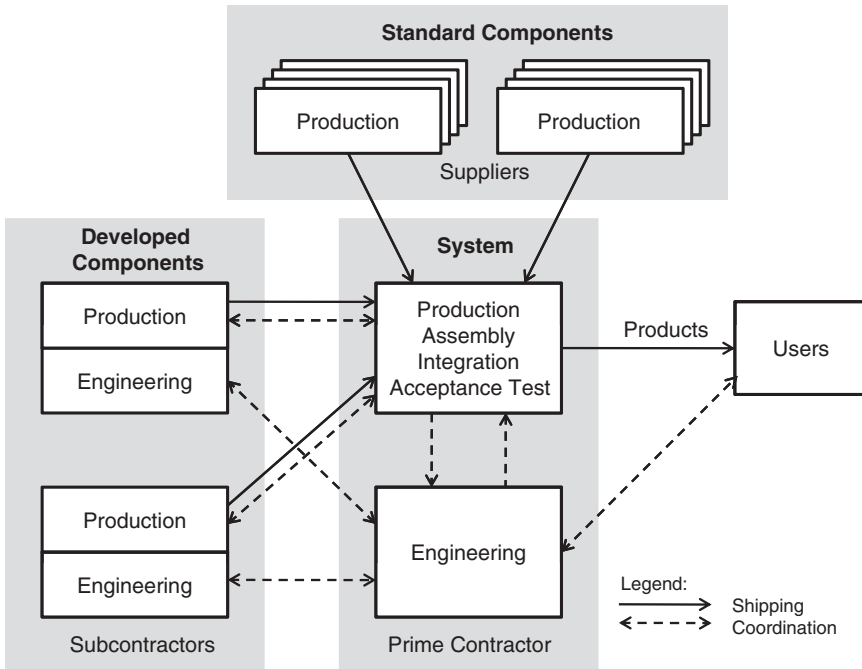 Standard Components
Production
Production
Suppliers
Developed
Components
Production
Engineering
Production
Engineering
Subcontractors
System
Production
Assembly
Integration
Acceptance Test
Engineering
Prime Contractor
Products
Users
Legend:
Shipping
Coordination